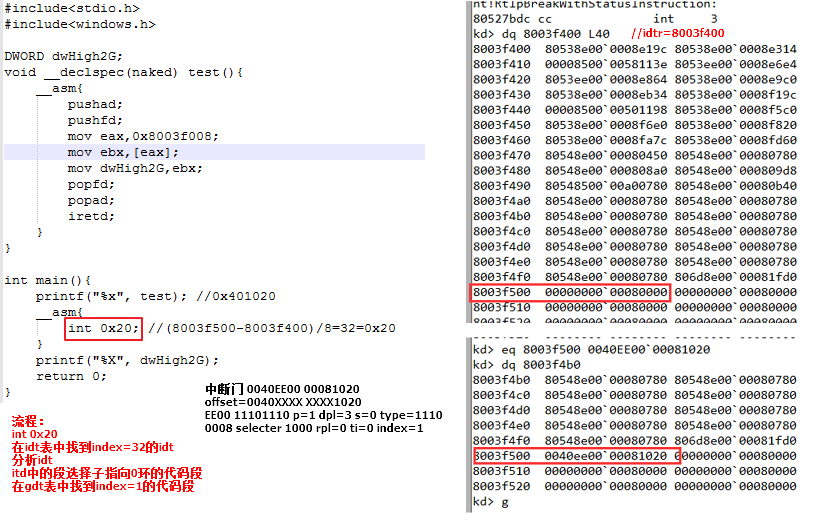 #include<stdio.h>
#include<windows.h>
DWORD dwHigh2G;
void __declspec(naked) test(){
__asm{
pushad;
pushfd;
mov eax,0x8003f008;
mov ebx,[eax];
mov dwHigh2G,ebx;
popfd;
popad;
iretd;
}
}
int main(){
printf("%x", test); //0x401020
__asm{
int 0x20; //(8003f500-8003f400)/8=32=0x20
}
printf("%X", dwHigh2G);
return 0;
}
中断门 0040EE00 00081020
offset=0040XXXX XXXX1020
EE00 11101110 p=1 dpl=3 s=0 type=1110
0008 selecter 1000 rpl=0 ti=0 index=1
流程：
int 0x20
在idt表中找到index=32的idt
分析idt
itd中的段选择子指向0环的代码段
在gdt表中找到index=1的代码段
nt!RtlpBreakWithStatusInstruction:
80527bdc cc int 3
kd> dq 8003f400 L40 //idtr=8003f400
8003f400 80538e00`0008e19c 80538e00`0008e314
8003f410 00008500`0058113e 8053ee00`0008e6e4
8003f420 8053ee00`0008e864 80538e00`0008e9c0
8003f430 80538e00`0008eb34 80538e00`0008f19c
8003f440 00008500`00501198 80538e00`0008f5c0
8003f450 80538e00`0008f6e0 80538e00`0008f820
8003f460 80538e00`0008fa7c 80538e00`0008fd60
8003f470 80548e00`00080450 80548e00`00080780
8003f480 80548e00`000808a0 80548e00`000809d8
8003f490 80548500`00a00780 80548e00`00080b40
8003f4a0 80548e00`00080780 80548e00`00080780
8003f4b0 80548e00`00080780 80548e00`00080780
8003f4c0 80548e00`00080780 80548e00`00080780
8003f4d0 80548e00`00080780 80548e00`00080780
8003f4e0 80548e00`00080780 80548e00`00080780
8003f4f0 80548e00`00080780 806d8e00`00081fd0
8003f500 00000000`00080000 00000000`00080000
8003f510 00000000`00080000 00000000`00080000
8003f520 00000000`00080000 00000000`00080000
kd> eq 8003f500 0040EE00`00081020
kd> dq 8003f4b0
8003f4b0 80548e00`00080780 80548e00`00080780
8003f4c0 80548e00`00080780 80548e00`00080780
8003f4d0 80548e00`00080780 80548e00`00080780
8003f4e0 80548e00`00080780 80548e00`00080780
8003f4f0 80548e00`00080780 806d8e00`00081fd0
8003f500 0040ee00`00081020 00000000`00080000
8003f510 00000000`00080000 00000000`00080000
8003f520 00000000`00080000 00000000`00080000
kd> g